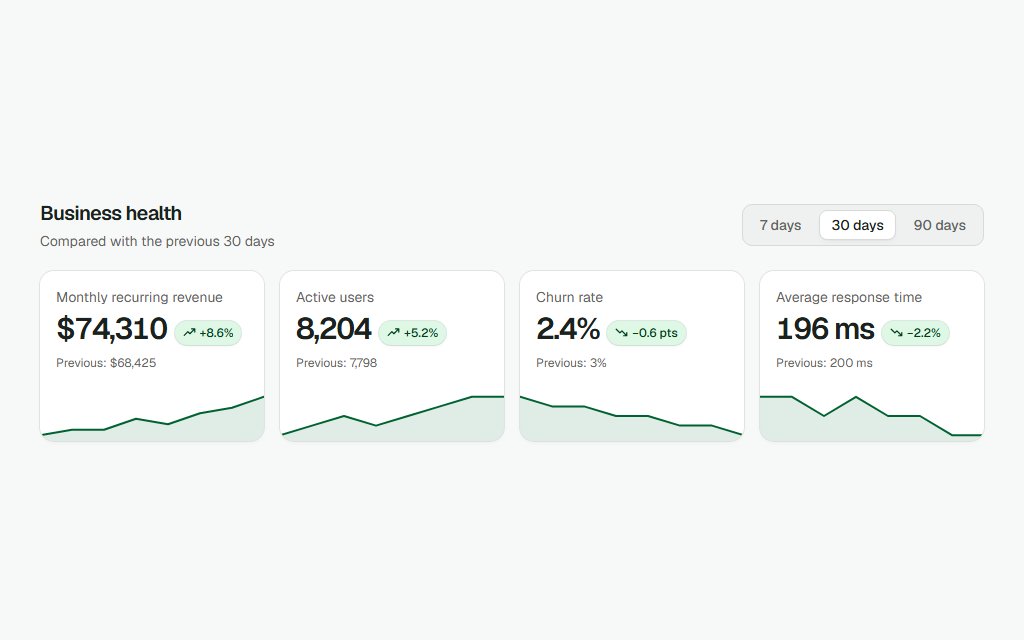 Business health
Compared with the previous 30 days
7 days
30 days
90 days
Monthly recurring revenue
$74,310
+8.6%
Previous: $68,425
Active users
8,204
+5.2%
Previous: 7,798
Churn rate
2.4%
−0.6 pts
Previous: 3%
Average response time
196 ms
−2.2%
Previous: 200 ms